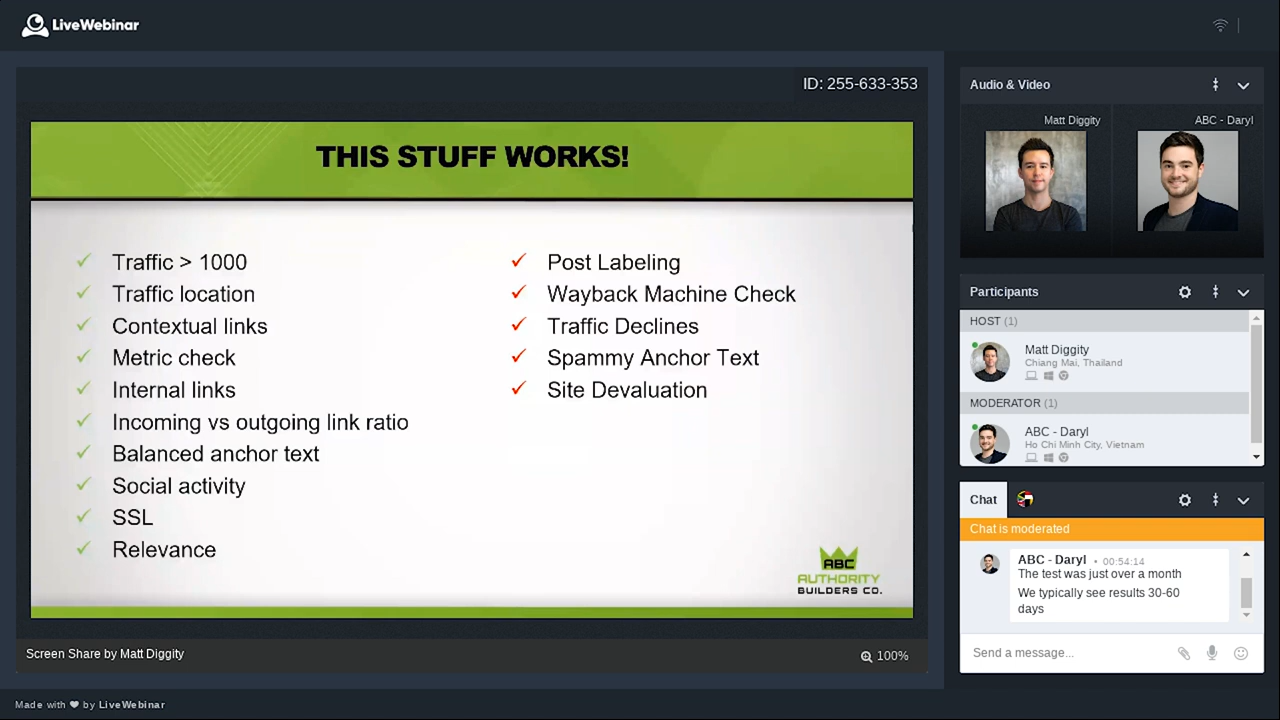 LiveWebinar
ID: 255-633-353
THIS STUFF WORKS!
Traffic > 1000
Traffic location
Contextual links
Metric check
Internal links
Incoming vs outgoing link ratio
Balanced anchor text
Social activity
SSL
Relevance
Post Labeling
Wayback Machine Check
Traffic Declines
Spammy Anchor Text
Site Devaluation
ABC
AUTHORITY
BUILDERS CO.
Screen Share by Matt Diggity
100%
Audio & Video
Matt Diggity
ABC - Daryl
Participants
HOST (1)
Matt Diggity
Chiang Mai, Thailand
MODERATOR (1)
ABC - Daryl
Ho Chi Minh City, Vietnam
Chat
Chat is moderated
ABC - Daryl • 00:54:14
The test was just over a month
We typically see results 30-60
days
Send a message...
Made with ❤ by LiveWebinar